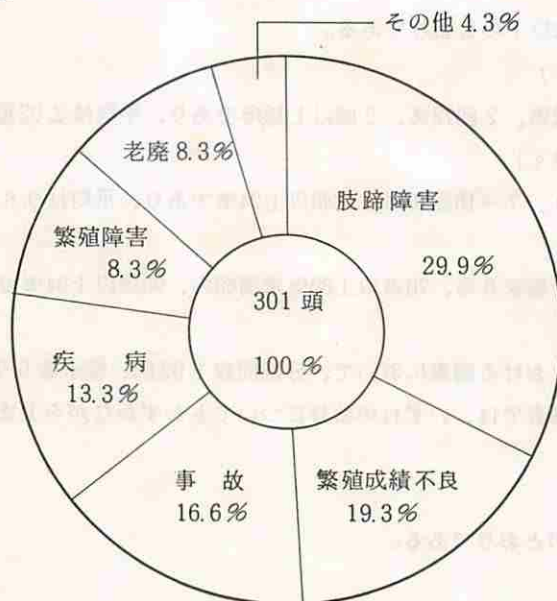 その他 4.3%
肢蹄障害
29.9%
繁殖成績不良
19.3%
事 故
16.6%
疾 病
13.3%
繁殖障害
8.3%
老廃 8.3%
301 頭
100 %